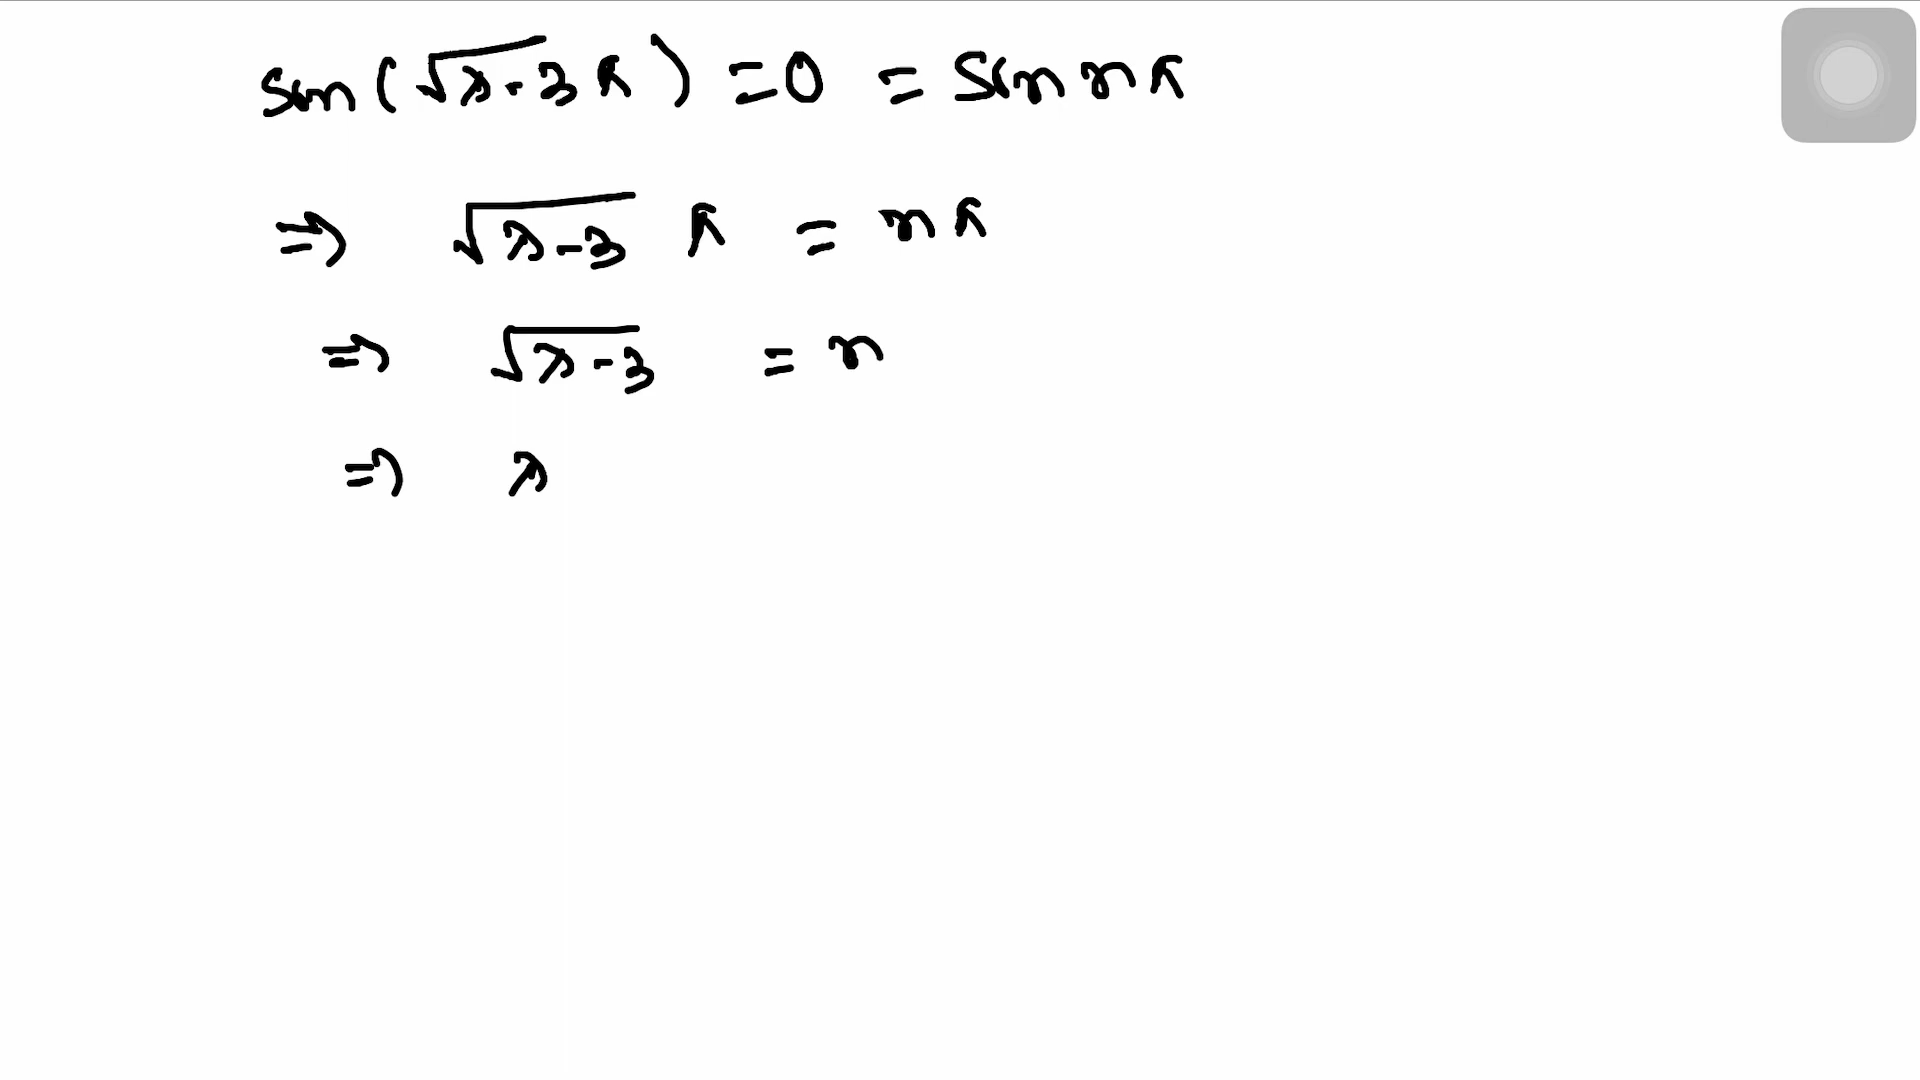 sin(√λ-3 π) = 0 = sin nπ
⇒ √λ-3 π = nπ
⇒ √λ-3 = n
⇒ λ